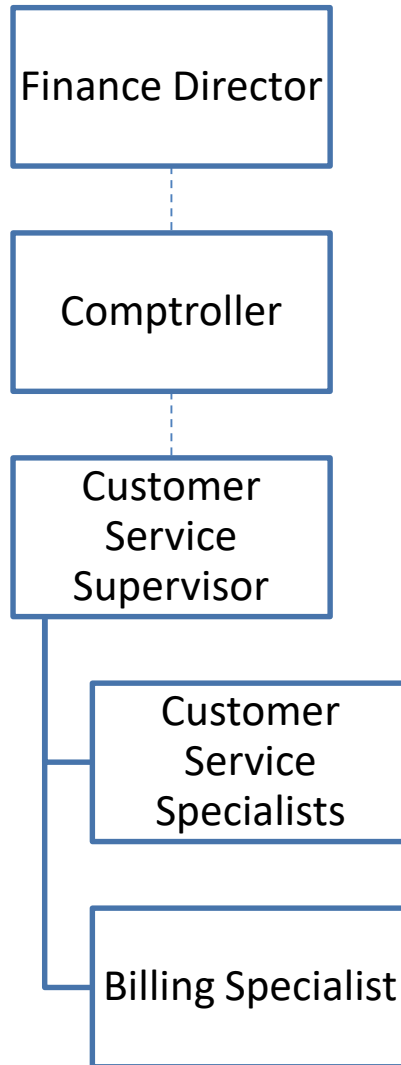 Finance Director
Comptroller
Customer
Service
Supervisor
Customer
Service
Specialists
Billing Specialist